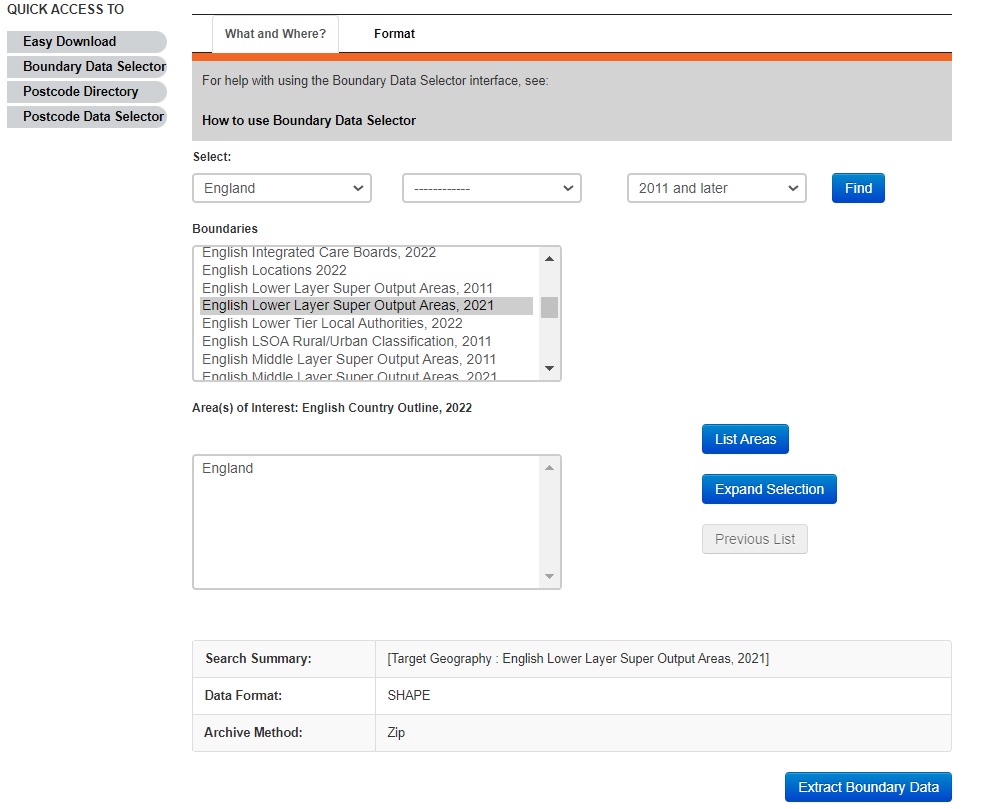 QUICK ACCESS TO
Easy Download
Boundary Data Selector
Postcode Directory
Postcode Data Selector
What and Where? Format
For help with using the Boundary Data Selector interface, see:
How to use Boundary Data Selector
Select:
England ------------ 2011 and later Find
Boundaries
English Integrated Care Boards, 2022
English Locations 2022
English Lower Layer Super Output Areas, 2011
English Lower Layer Super Output Areas, 2021
English Lower Tier Local Authorities, 2022
English LSOA Rural/Urban Classification, 2011
English Middle Layer Super Output Areas, 2011
English Middle Layer Super Output Areas, 2021
Area(s) of Interest: English Country Outline, 2022
List Areas
England
Expand Selection
Previous List
Search Summary: [Target Geography : English Lower Layer Super Output Areas, 2021]
Data Format: SHAPE
Archive Method: Zip
Extract Boundary Data